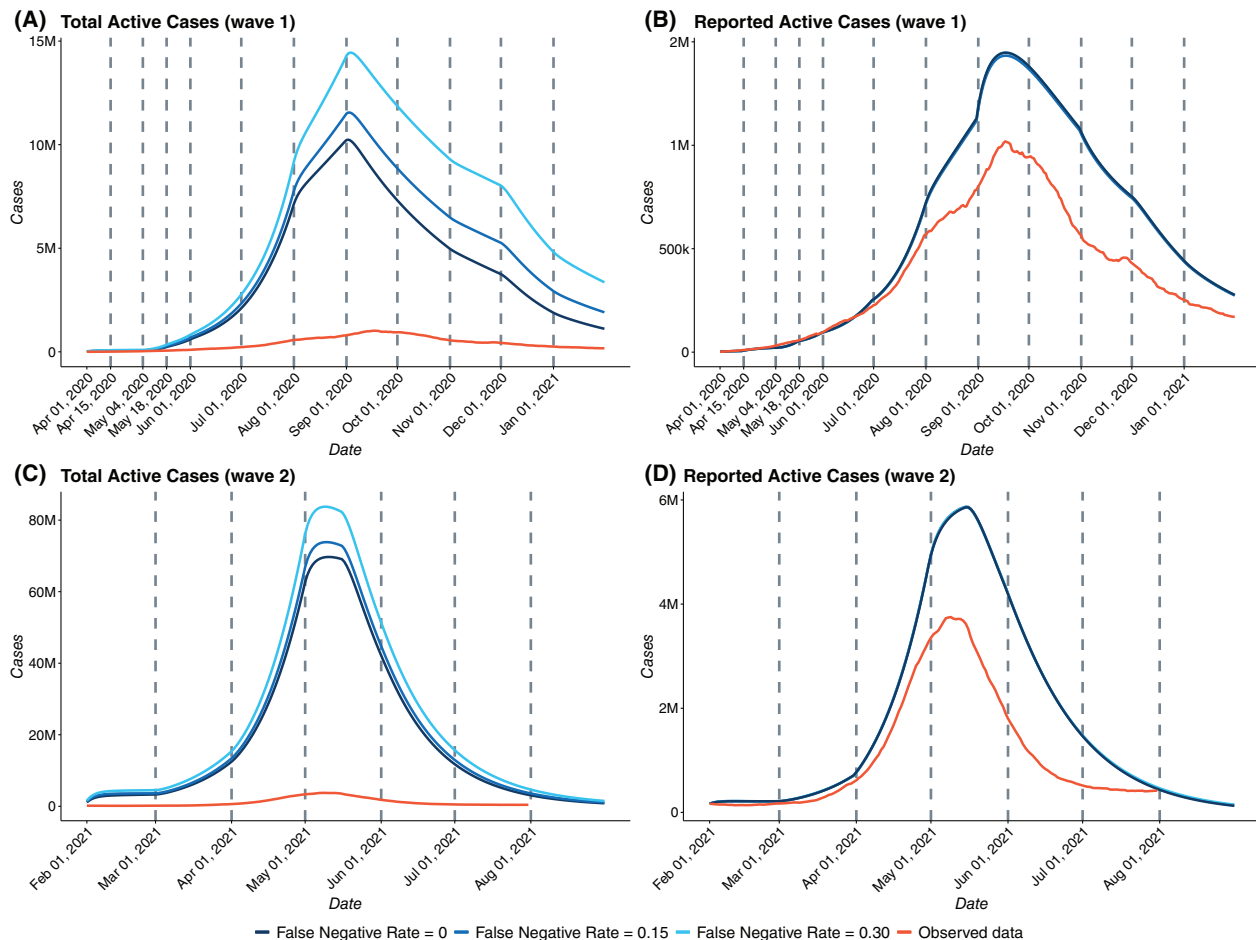 (A) Total Active Cases (wave 1)
15M
10M
5M
0
Cases
Apr 01, 2020
Apr 15, 2020
May 04, 2020
May 18, 2020
Jun 01, 2020
Jul 01, 2020
Aug 01, 2020
Sep 01, 2020
Oct 01, 2020
Nov 01, 2020
Dec 01, 2020
Jan 01, 2021
Date
(B) Reported Active Cases (wave 1)
2M
1M
500k
0
Cases
Apr 01, 2020
Apr 15, 2020
May 04, 2020
May 18, 2020
Jun 01, 2020
Jul 01, 2020
Aug 01, 2020
Sep 01, 2020
Oct 01, 2020
Nov 01, 2020
Dec 01, 2020
Jan 01, 2021
Date
(C) Total Active Cases (wave 2)
80M
60M
40M
20M
0
Cases
Feb 01, 2021
Mar 01, 2021
Apr 01, 2021
May 01, 2021
Jun 01, 2021
Jul 01, 2021
Aug 01, 2021
Date
(D) Reported Active Cases (wave 2)
6M
4M
2M
0
Cases
Feb 01, 2021
Mar 01, 2021
Apr 01, 2021
May 01, 2021
Jun 01, 2021
Jul 01, 2021
Aug 01, 2021
Date
False Negative Rate = 0 False Negative Rate = 0.15 False Negative Rate = 0.30 Observed data